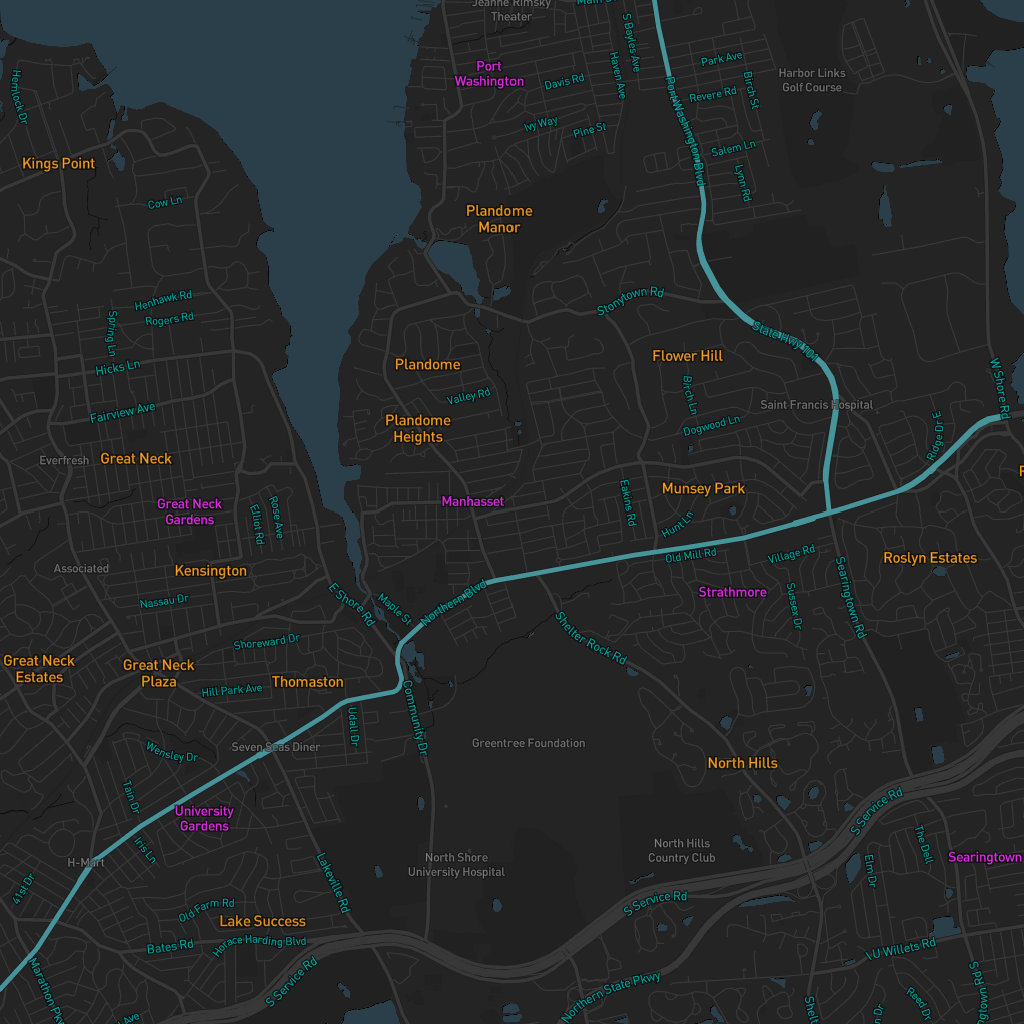 Jeanne Rimsky
Theater
Main S
S Bayles Ave
Port
Washington
Park Ave
Harbor Links
Golf Course
Hemlock Dr
Davis Rd
Haven Ave
Birch St
Revere Rd
Port Washington Blvd
Ivy Way
Pine St
Salem Ln
Kings Point
Lynn Rd
Cow Ln
Plandome
Manor
Henhawk Rd
Stonytown Rd
Rogers Rd
Spring Ln
State Hwy 101
Flower Hill
Hicks Ln
Plandome
W Shore Rd
Birch Ln
Valley Rd
Saint Francis Hospital
Fairview Ave
Plandome
Heights
Dogwood Ln
Ridge Dr E
Everfresh
Great Neck
Munsey Park
Great Neck
Gardens
Manhasset
Eakins Rd
Rose Ave
Elliot Rd
Hunt Ln
Old Mill Rd
Village Rd
Roslyn Estates
Associated
Kensington
Searingtown Rd
Strathmore
Sussex Dr
Nassau Dr
E Shore Rd
Maple St
Northern Blvd
Shelter Rock Rd
Shoreward Dr
Great Neck
Estates
Great Neck
Plaza
Thomaston
Hill Park Ave
Community Dr
Udall Dr
Seven Seas Diner
Greentree Foundation
Wensley Dr
North Hills
Tain Dr
University
Gardens
S Service Rd
Iris Ln
The Dell
H-Mart
North Hills
Country Club
North Shore
University Hospital
Searingtown
Elm Dr
Lakeville Rd
41st Dr
Old Farm Rd
S Service Rd
Lake Success
Bates Rd
Horace Harding Blvd
I U Willets Rd
S Service Rd
Marathon Pkwy
Northern State Pkwy
Reed Dr